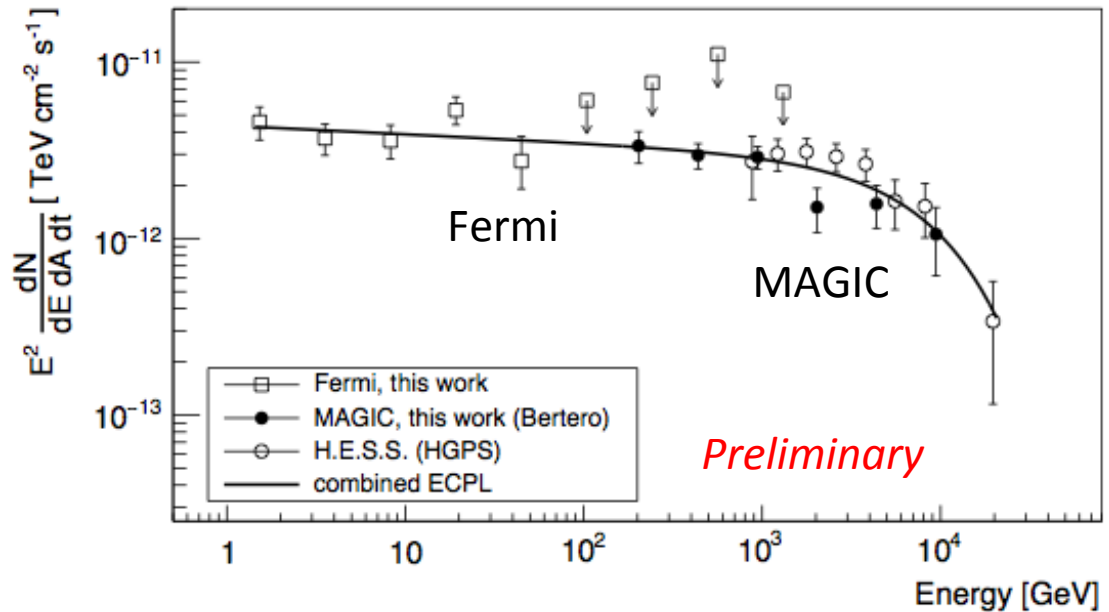 E² dN/dE dA dt [ TeV cm⁻² s⁻¹ ]
10⁻¹¹
10⁻¹²
10⁻¹³
Fermi
MAGIC
Fermi, this work
MAGIC, this work (Bertero)
H.E.S.S. (HGPS)
combined ECPL
Preliminary
1 10 10² 10³ 10⁴
Energy [GeV]